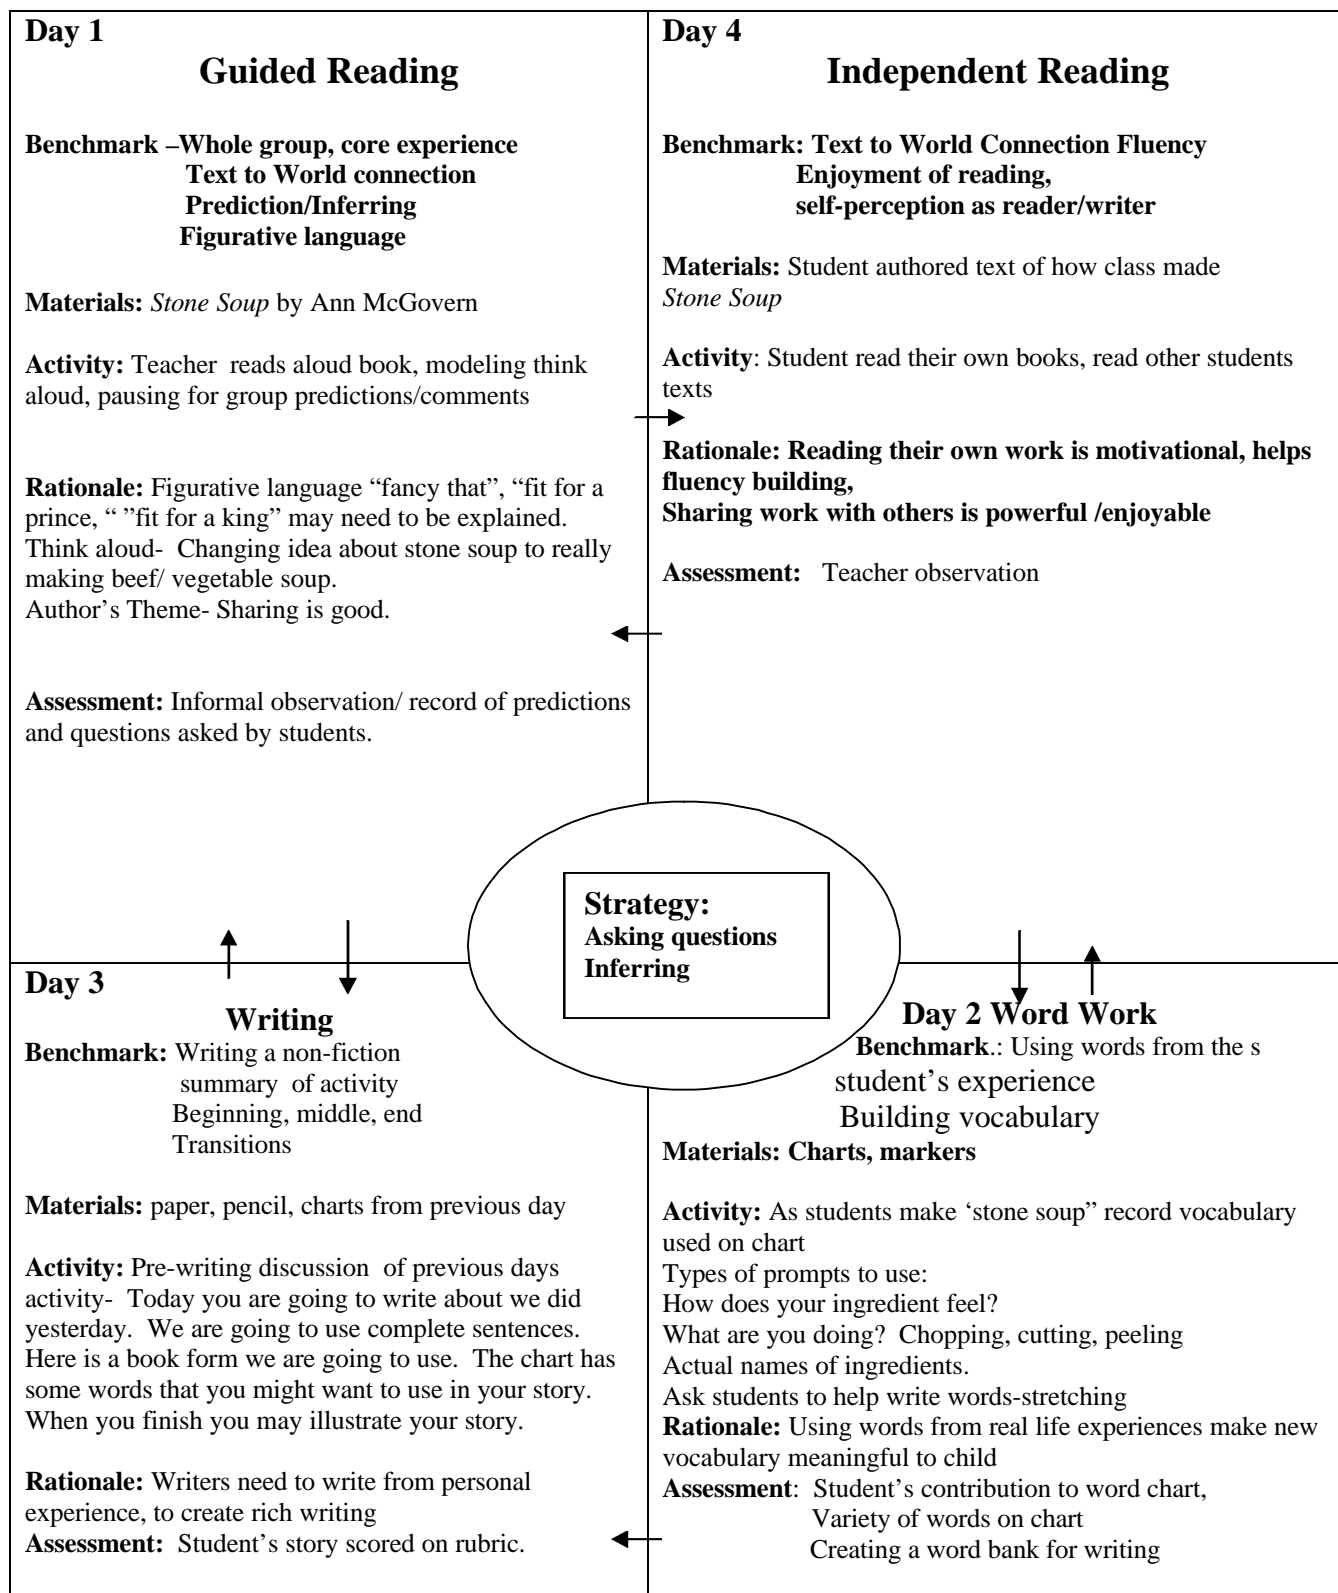 Day 1
Guided Reading
Benchmark –Whole group, core experience
Text to World connection
Prediction/Inferring
Figurative language
Materials: Stone Soup by Ann McGovern
Activity: Teacher reads aloud book, modeling think
aloud, pausing for group predictions/comments
Rationale: Figurative language “fancy that”, “fit for a
prince, “ ”fit for a king” may need to be explained.
Think aloud- Changing idea about stone soup to really
making beef/ vegetable soup.
Author’s Theme- Sharing is good.
Assessment: Informal observation/ record of predictions
and questions asked by students.
Day 4
Independent Reading
Benchmark: Text to World Connection Fluency
Enjoyment of reading,
self-perception as reader/writer
Materials: Student authored text of how class made
Stone Soup
Activity: Student read their own books, read other students
texts
Rationale: Reading their own work is motivational, helps
fluency building,
Sharing work with others is powerful /enjoyable
Assessment: Teacher observation
Strategy:
Asking questions
Inferring
Day 3
Writing
Benchmark: Writing a non-fiction
summary of activity
Beginning, middle, end
Transitions
Materials: paper, pencil, charts from previous day
Activity: Pre-writing discussion of previous days
activity- Today you are going to write about we did
yesterday. We are going to use complete sentences.
Here is a book form we are going to use. The chart has
some words that you might want to use in your story.
When you finish you may illustrate your story.
Rationale: Writers need to write from personal
experience, to create rich writing
Assessment: Student’s story scored on rubric.
Day 2 Word Work
Benchmark.: Using words from the s
student’s experience
Building vocabulary
Materials: Charts, markers
Activity: As students make ‘stone soup” record vocabulary
used on chart
Types of prompts to use:
How does your ingredient feel?
What are you doing? Chopping, cutting, peeling
Actual names of ingredients.
Ask students to help write words-stretching
Rationale: Using words from real life experiences make new
vocabulary meaningful to child
Assessment: Student’s contribution to word chart,
Variety of words on chart
Creating a word bank for writing